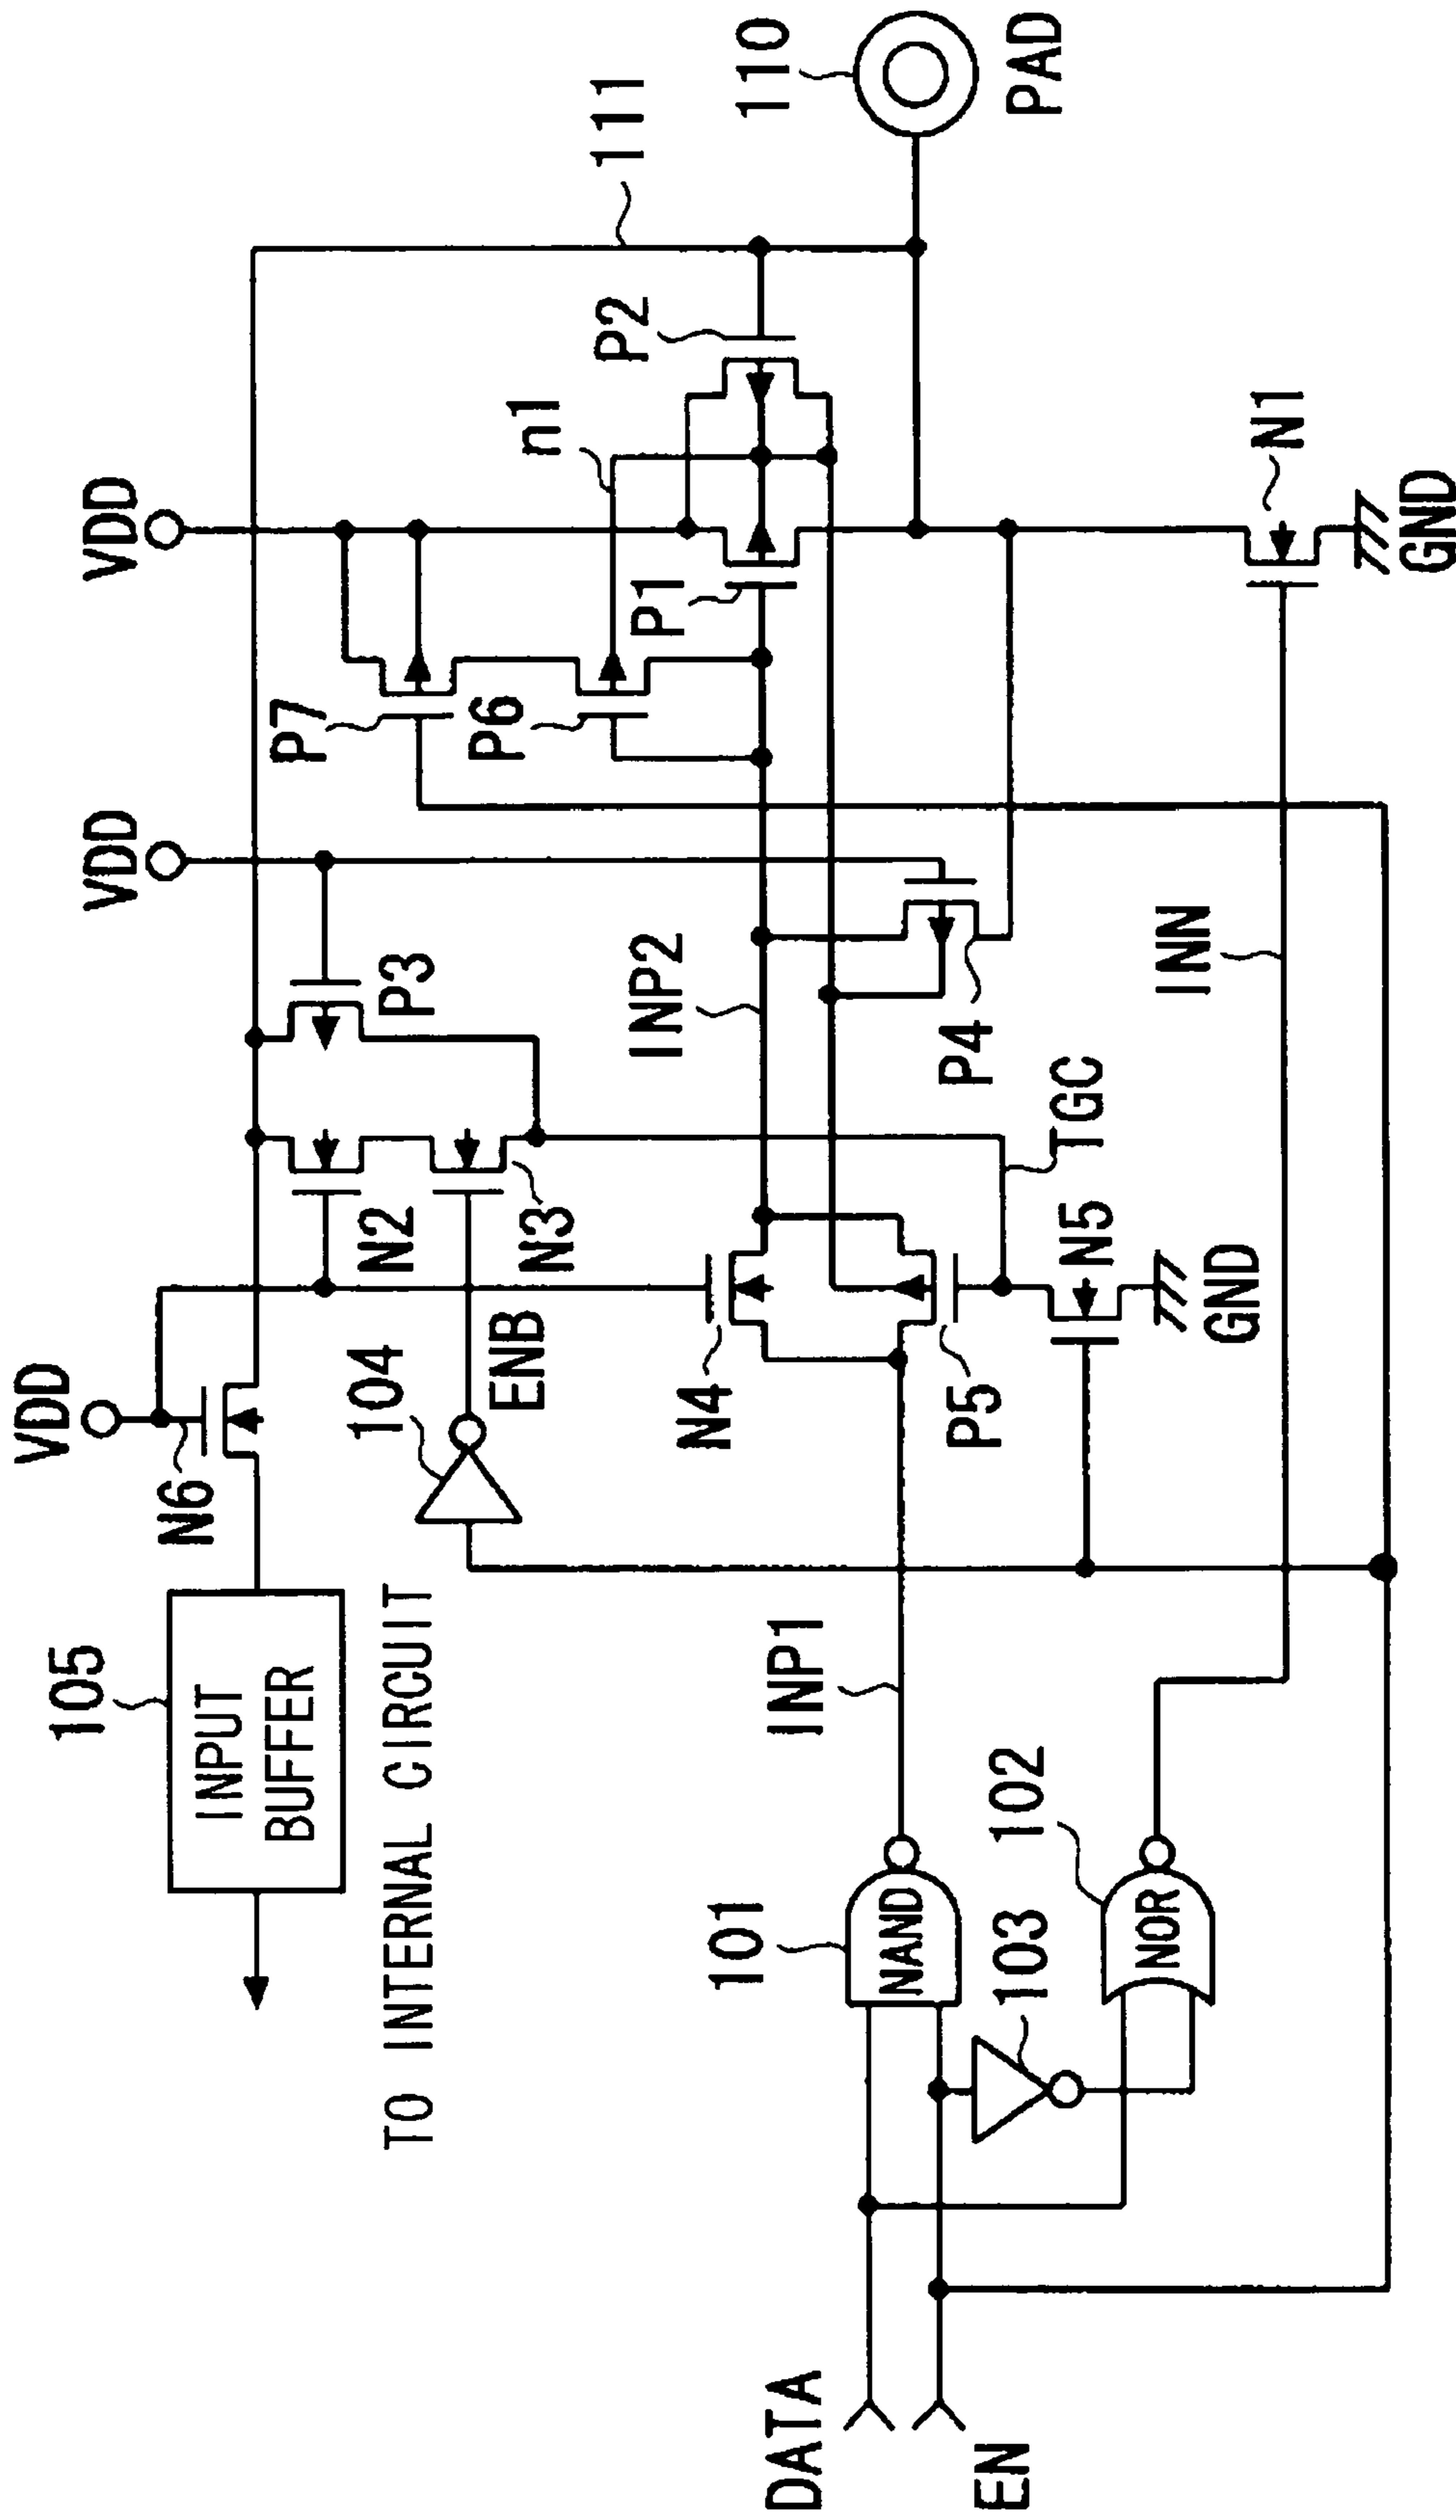 VDD
N6
105
INPUT
BUFFER
TO INTERNAL CIRCUIT
104
ENB
N2
N3
P3
VDD
VDD
P7
P6
n1
P1
P2
111
110
PAD
INP2
N4
P5
P4
TGC
N5
GND
INN
N1
GND
INP1
101
NAND
103
102
NOR
DATA
EN